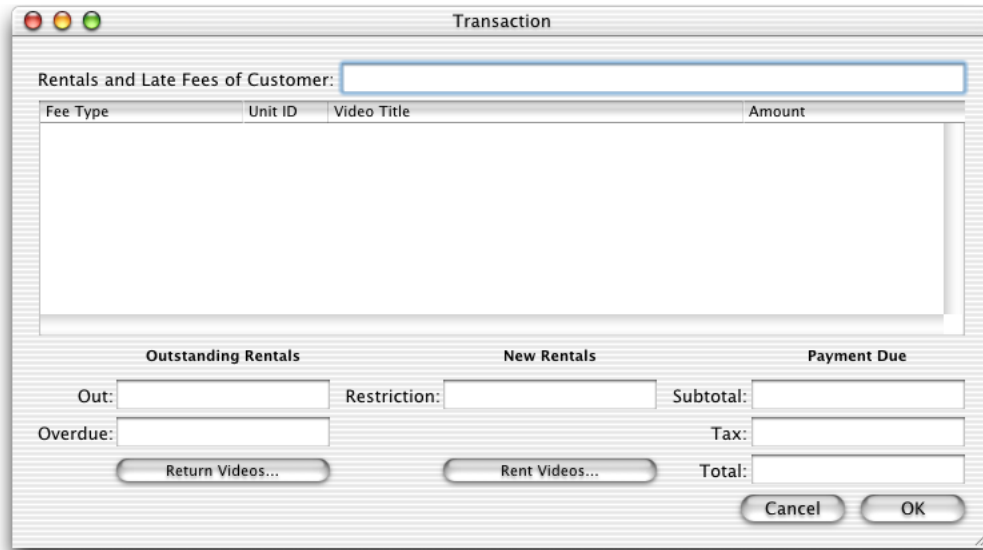 Transaction
Rentals and Late Fees of Customer:
Fee Type Unit ID Video Title Amount
Outstanding Rentals New Rentals Payment Due
Out: Restriction: Subtotal:
Overdue: Tax:
Return Videos... Rent Videos... Total:
Cancel OK